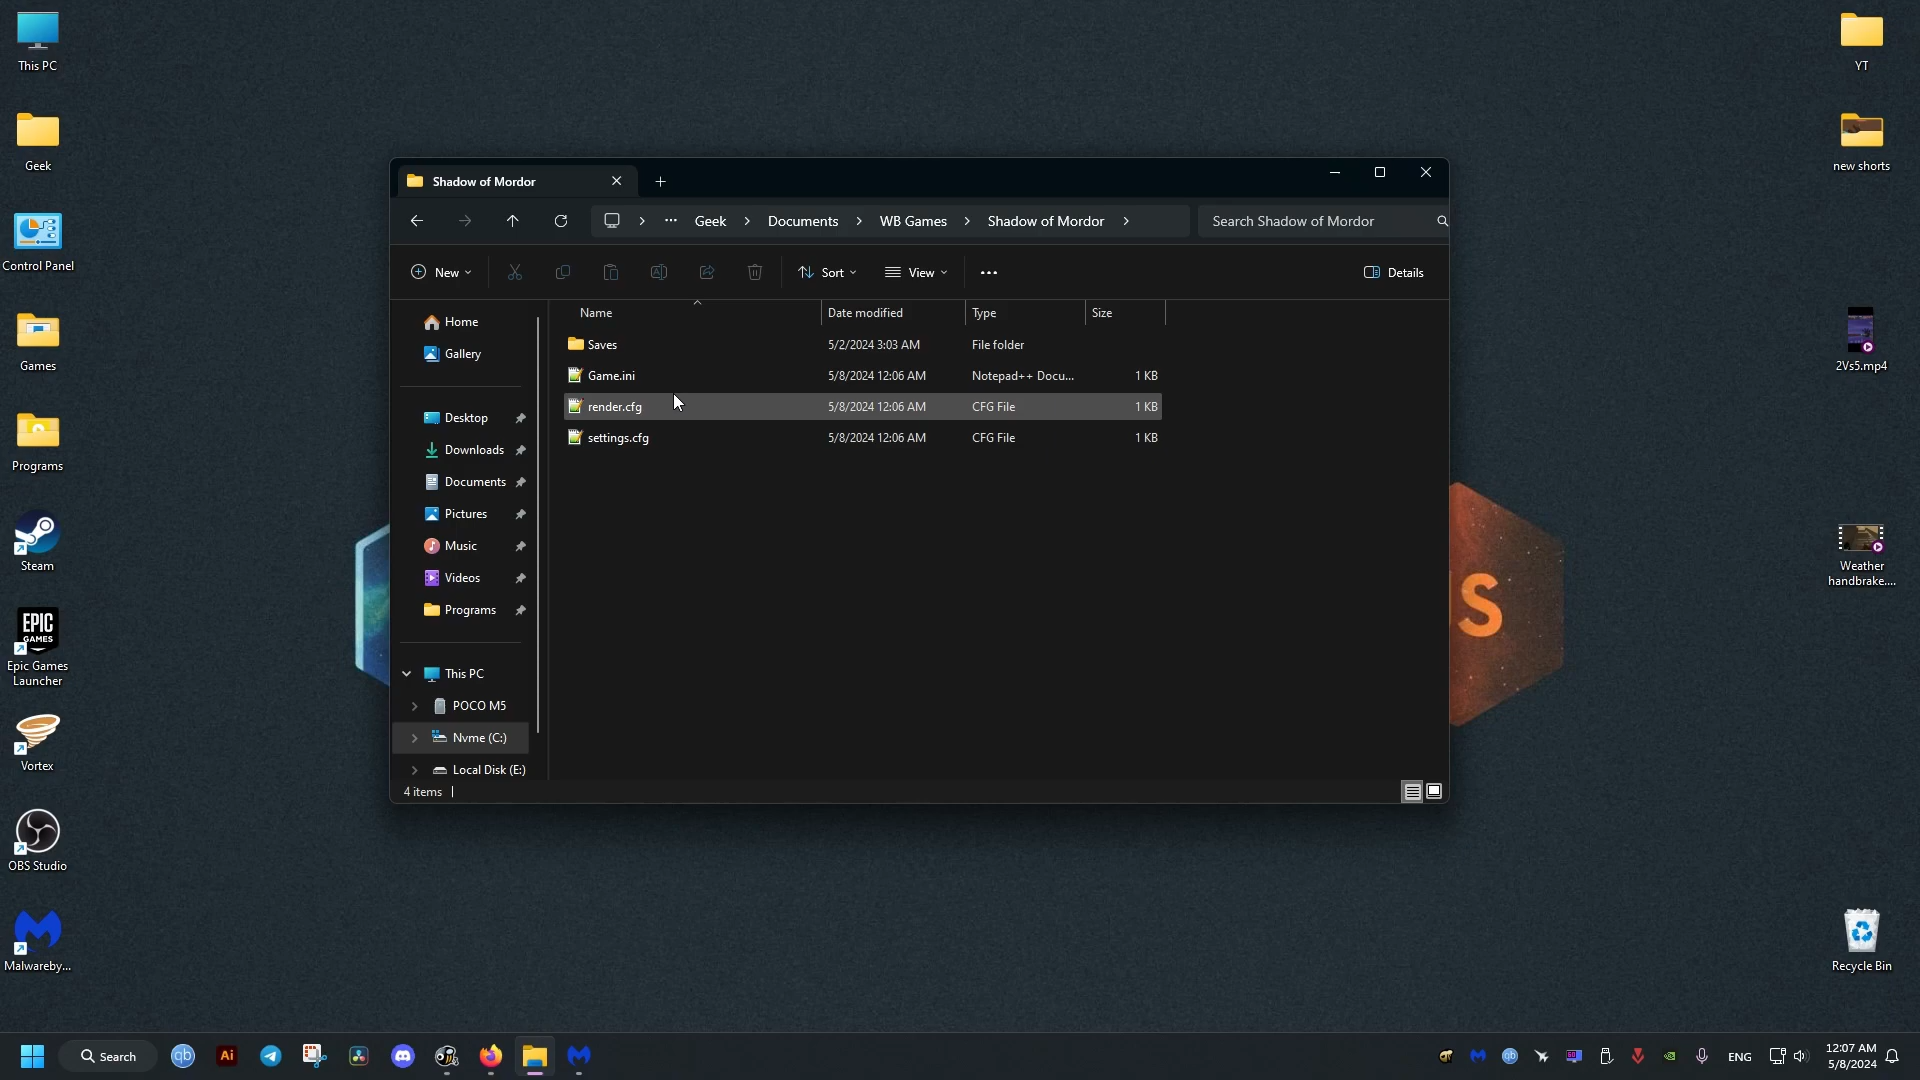 This PC
Geek
Control Panel
Games
Programs
Steam
EPIC
GAMES
Epic Games
Launcher
Vortex
OBS Studio
Malwareby...
YT
new shorts
2Vs5.mp4
Weather
handbrake....
Recycle Bin
S
Shadow of Mordor
Geek
Documents
WB Games
Shadow of Mordor
Search Shadow of Mordor
New
Sort
View
Details
Name Date modified Type Size
Saves 5/2/2024 3:03 AM File folder
Game.ini 5/8/2024 12:06 AM Notepad++ Docu... 1 KB
render.cfg 5/8/2024 12:06 AM CFG File 1 KB
settings.cfg 5/8/2024 12:06 AM CFG File 1 KB
Home
Gallery
Desktop
Downloads
Documents
Pictures
Music
Videos
Programs
This PC
POCO M5
Nvme (C:)
Local Disk (E:)
4 items
Search
qb
Ai
qb
ENG
12:07 AM
5/8/2024